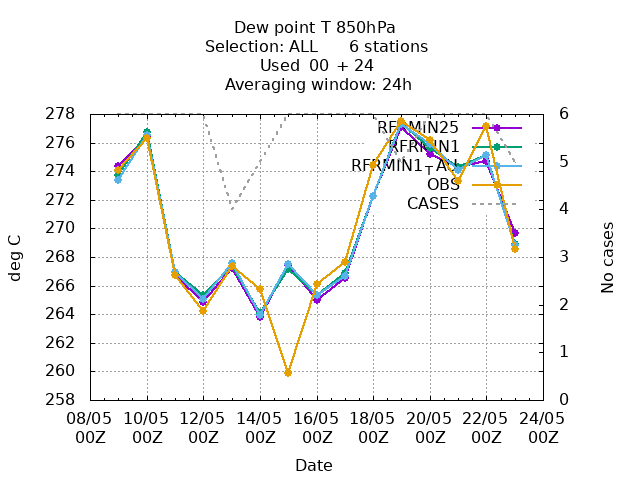 Dew point T 850hPa
Selection: ALL 6 stations
Used 00 + 24
Averaging window: 24h
278
276
274
272
270
268
266
264
262
260
258
deg C
6
5
4
3
2
1
0
No cases
RFRMIN25
RFRMIN1
OBS
CASES
08/05 10/05 12/05 14/05 16/05 18/05 20/05 22/05 24/05
00Z 00Z 00Z 00Z 00Z 00Z 00Z 00Z 00Z
Date